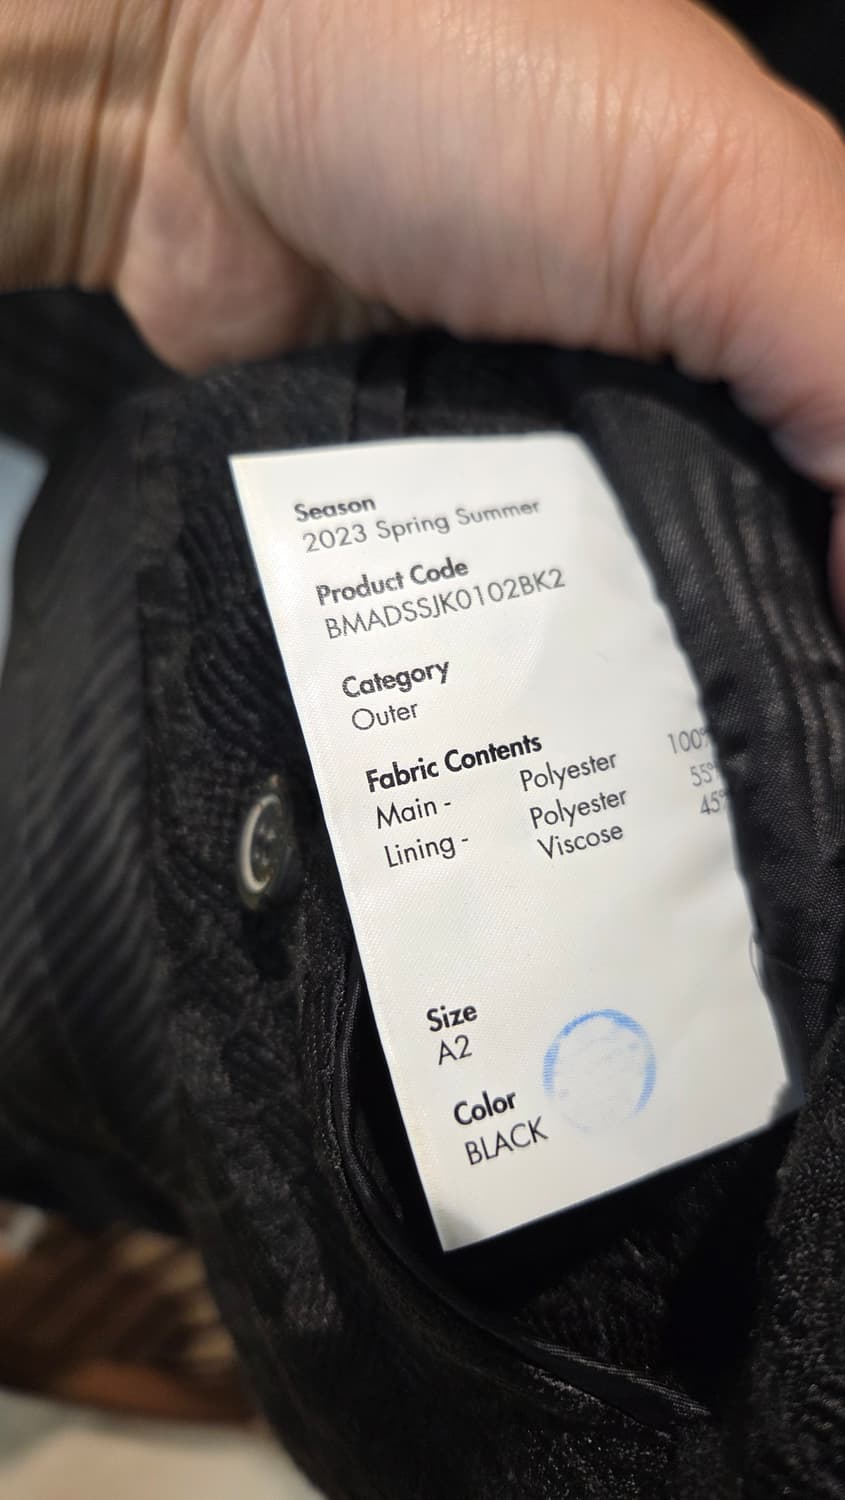 Season
2023 Spring Summer
Product Code
BMADSSJK0102BK2
Category
Outer
Fabric Contents
Main - Polyester 100%
Lining - Polyester 55%
Viscose 45%
Size
A2
Color
BLACK